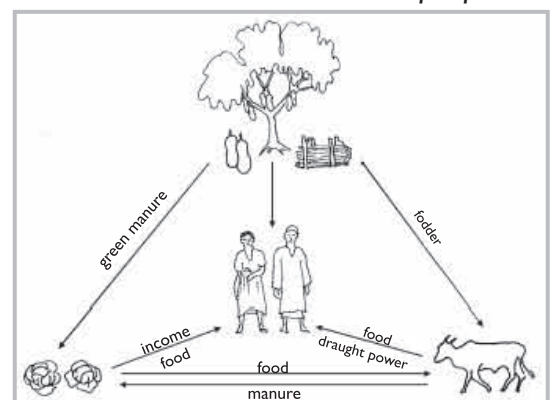 green manure
fodder
income
food
food
draught power
food
manure